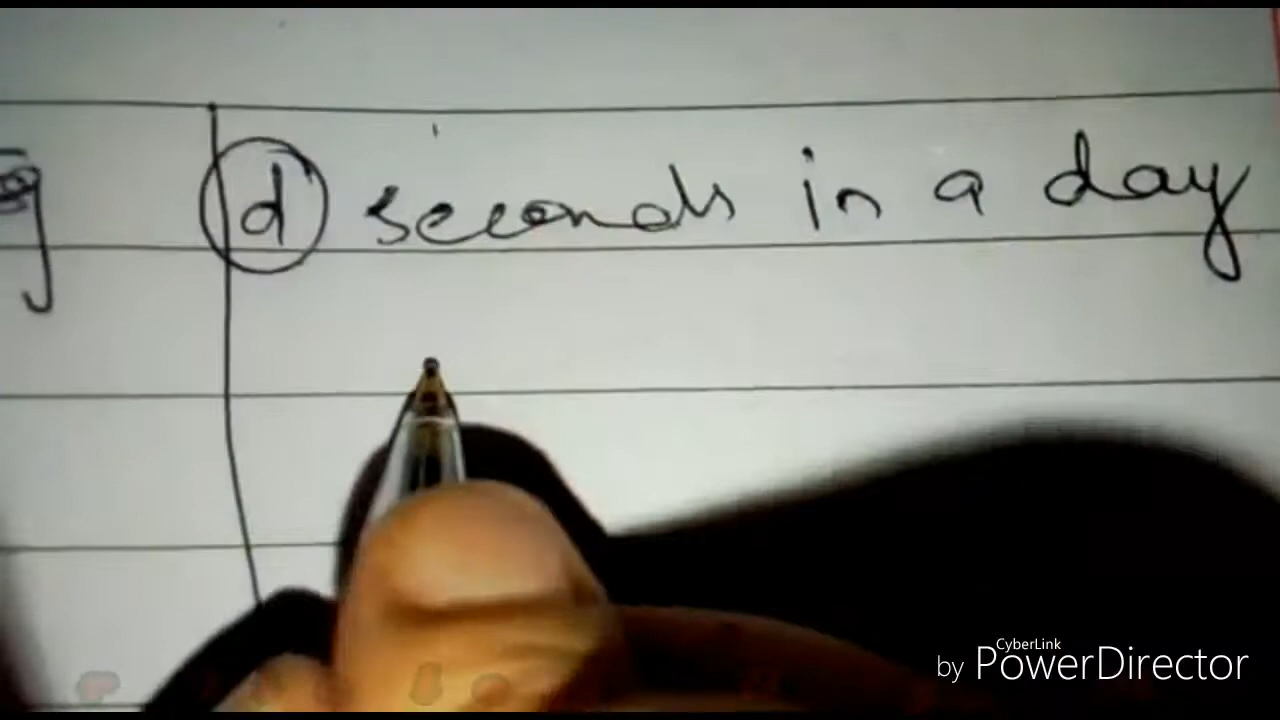 g
d seconds in a day
CyberLink
by PowerDirector